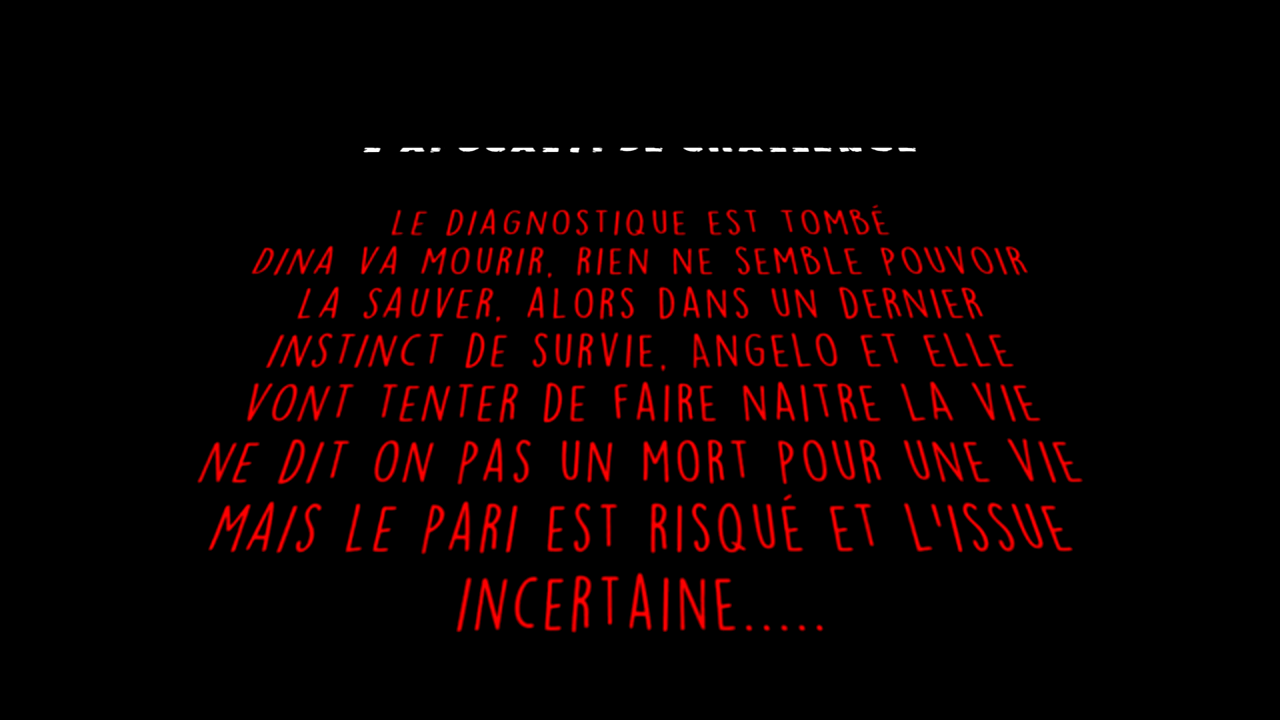 LE DIAGNOSTIQUE EST TOMBÉ
DINA VA MOURIR, RIEN NE SEMBLE POUVOIR
LA SAUVER, ALORS DANS UN DERNIER
INSTINCT DE SURVIE, ANGELO ET ELLE
VONT TENTER DE FAIRE NAITRE LA VIE
NE DIT ON PAS UN MORT POUR UNE VIE
MAIS LE PARI EST RISQUÉ ET L'ISSUE
INCERTAINE.....